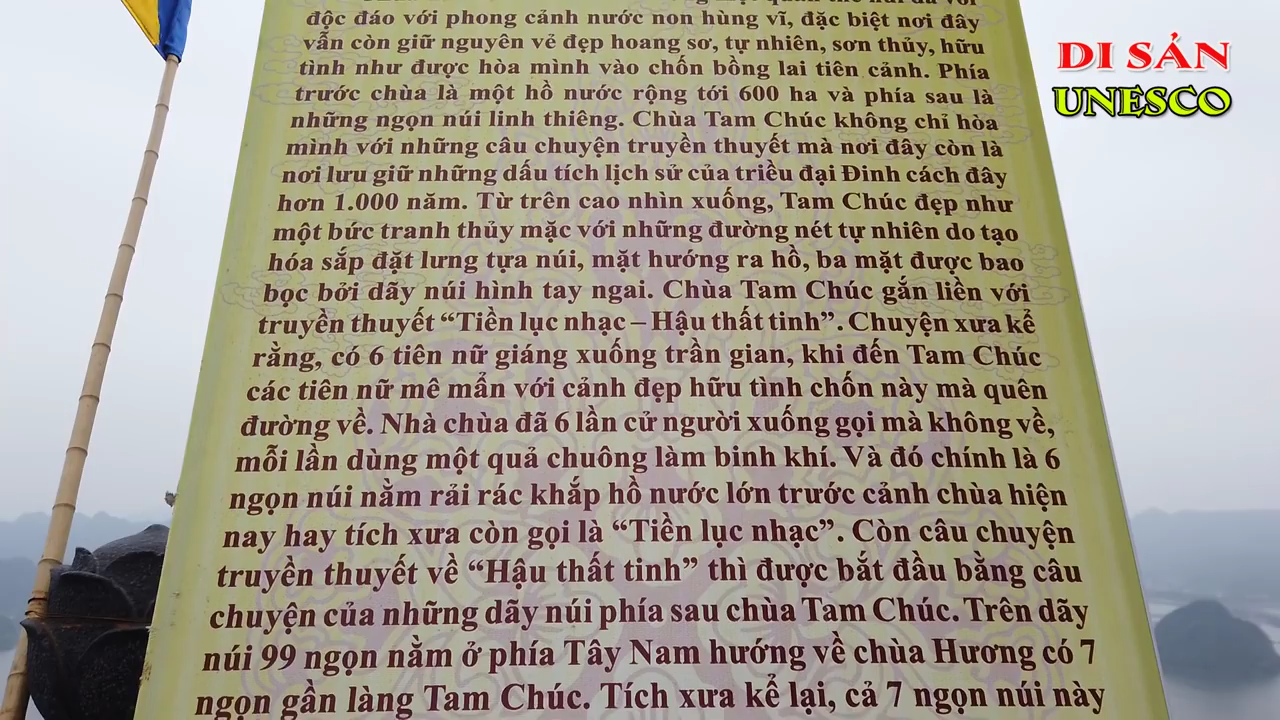 độc đáo với phong cảnh nước non hùng vĩ, đặc biệt nơi đây
vẫn còn giữ nguyên vẻ đẹp hoang sơ, tự nhiên, sơn thủy, hữu
tình như được hòa mình vào chốn bồng lai tiên cảnh. Phía
trước chùa là một hồ nước rộng tới 600 ha và phía sau là
những ngọn núi linh thiêng. Chùa Tam Chúc không chỉ hòa
mình với những câu chuyện truyền thuyết mà nơi đây còn là
nơi lưu giữ những dấu tích lịch sử của triều đại Đinh cách đây
hơn 1.000 năm. Từ trên cao nhìn xuống, Tam Chúc đẹp như
một bức tranh thủy mặc với những đường nét tự nhiên do tạo
hóa sắp đặt lưng tựa núi, mặt hướng ra hồ, ba mặt được bao
bọc bởi dãy núi hình tay ngai. Chùa Tam Chúc gắn liền với
truyền thuyết “Tiền lục nhạc – Hậu thất tinh”. Chuyện xưa kể
rằng, có 6 tiên nữ giáng xuống trần gian, khi đến Tam Chúc
các tiên nữ mê mẩn với cảnh đẹp hữu tình chốn này mà quên
đường về. Nhà chùa đã 6 lần cử người xuống gọi mà không về,
mỗi lần dùng một quả chuông làm binh khí. Và đó chính là 6
ngọn núi nằm rải rác khắp hồ nước lớn trước cảnh chùa hiện
nay hay tích xưa còn gọi là “Tiền lục nhạc”. Còn câu chuyện
truyền thuyết về “Hậu thất tinh” thì được bắt đầu bằng câu
chuyện của những dãy núi phía sau chùa Tam Chúc. Trên dãy
núi 99 ngọn nằm ở phía Tây Nam hướng về chùa Hương có 7
ngọn gần làng Tam Chúc. Tích xưa kể lại, cả 7 ngọn núi này
DI SẢN
UNESCO